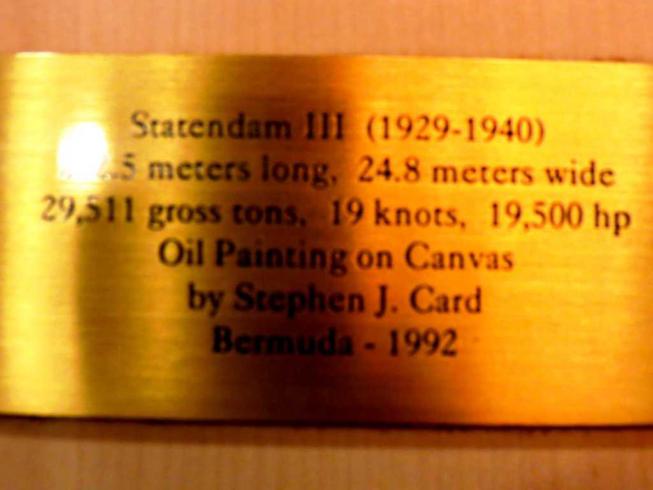 Statendam III (1929-1940)
meters long, 24.8 meters wide
29,511 gross tons, 19 knots, 19,500 hp
Oil Painting on Canvas
by Stephen J. Card
Bermuda - 1992